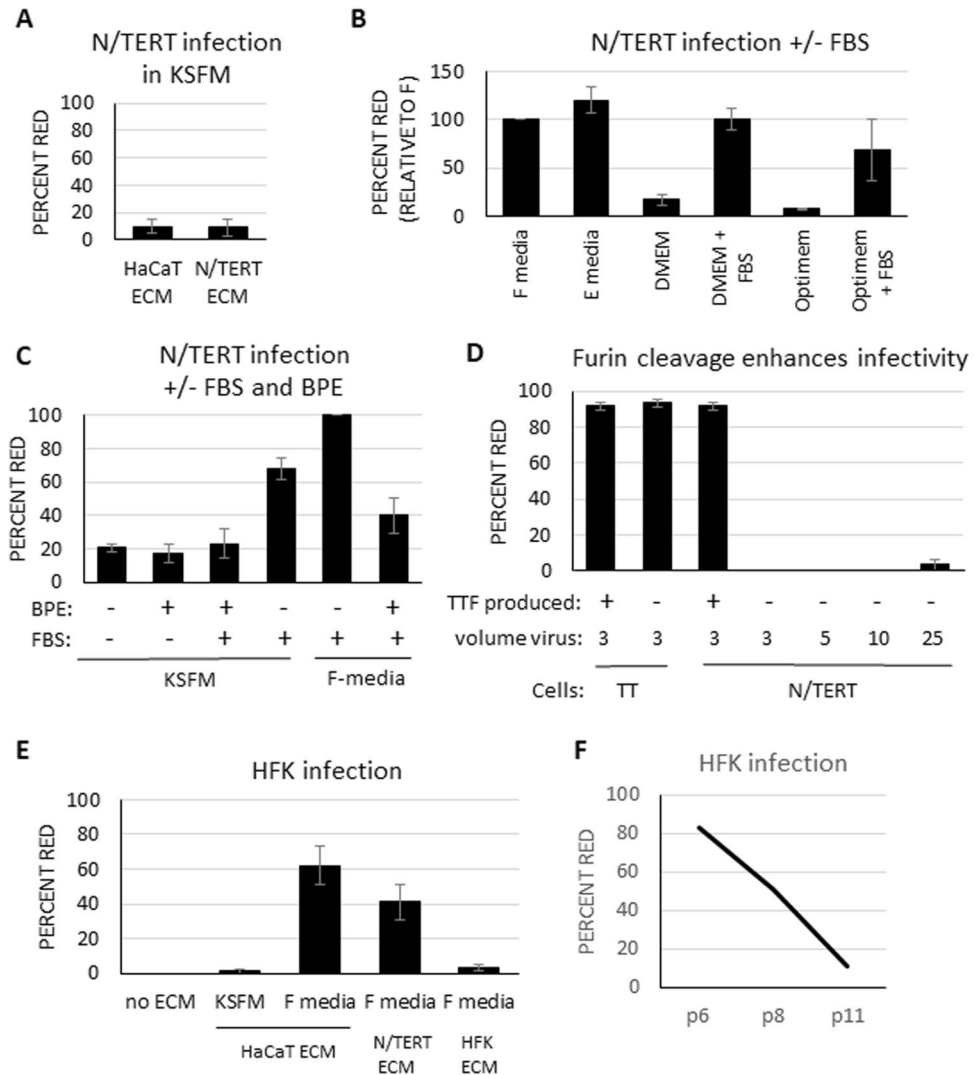 A
N/TERT infection
in KSFM
PERCENT RED
100
80
60
40
20
0
HaCaT ECM
N/TERT ECM
B
N/TERT infection +/- FBS
PERCENT RED
(RELATIVE TO F)
150
100
50
0
F media
E media
DMEM
DMEM + FBS
Optimem
Optimem + FBS
C
N/TERT infection
+/- FBS and BPE
PERCENT RED
100
80
60
40
20
0
BPE: - + + - - +
FBS: - - + + + +
KSFM F-media
D
Furin cleavage enhances infectivity
PERCENT RED
100
80
60
40
20
0
TTF produced: + - + - - - -
volume virus: 3 3 3 3 5 10 25
Cells: TT N/TERT
E
HFK infection
PERCENT RED
100
80
60
40
20
0
no ECM KSFM F media F media F media
HaCaT ECM
N/TERT ECM
HFK ECM
F
HFK infection
PERCENT RED
100
80
60
40
20
0
p6 p8 p11